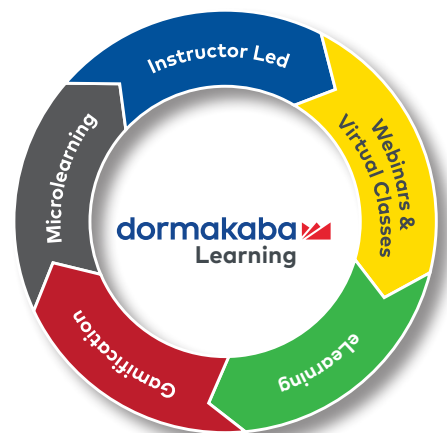 Instructor Led
Webinars &
Virtual Classes
eLearning
Gamification
Microlearning
dormakaba
Learning